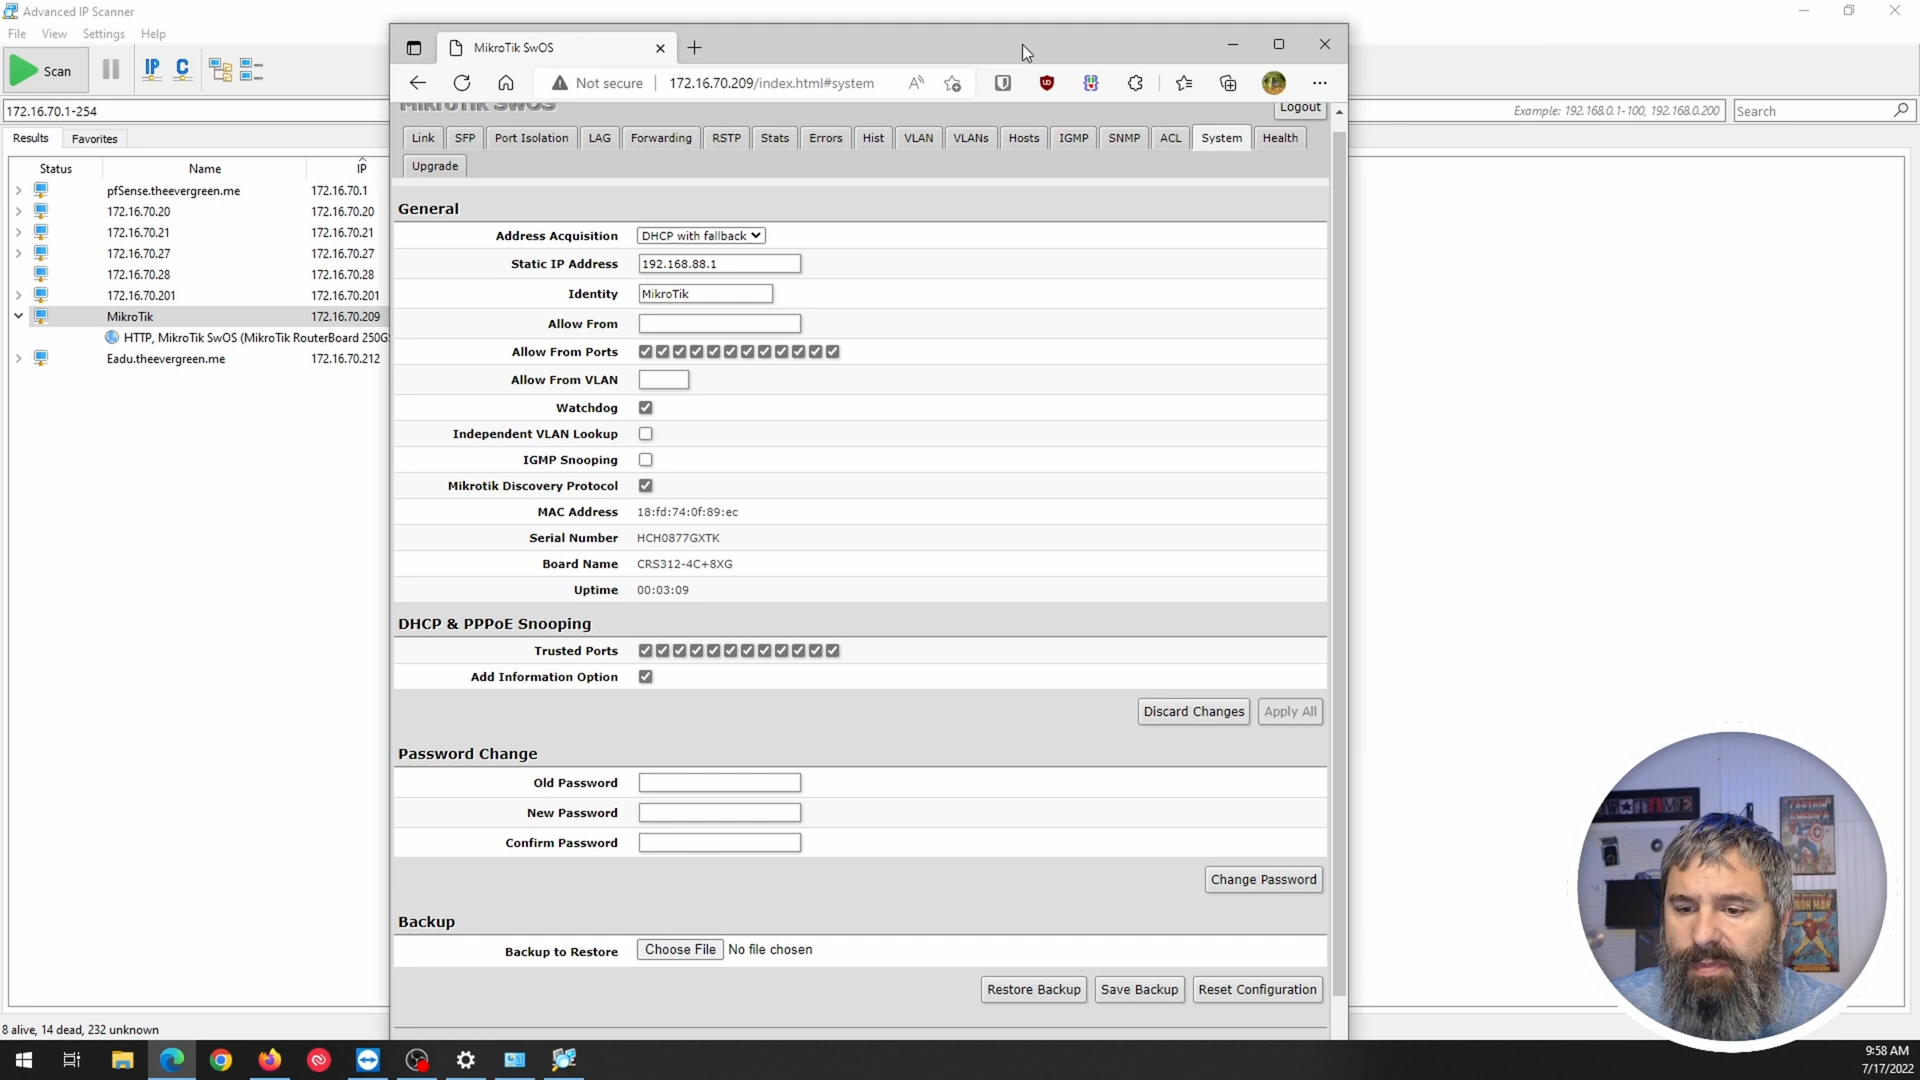 Advanced IP Scanner
File View Settings Help
Scan
IP C
172.16.70.1-254
Example: 192.168.0.1-100, 192.168.0.200
Search
Results Favorites
Status Name IP
pfSense.theevergreen.me 172.16.70.1
172.16.70.20 172.16.70.20
172.16.70.21 172.16.70.21
172.16.70.27 172.16.70.27
172.16.70.28 172.16.70.28
172.16.70.201 172.16.70.201
MikroTik 172.16.70.209
HTTP, MikroTik SwOS (MikroTik RouterBoard 250G
Eadu.theevergreen.me 172.16.70.212
8 alive, 14 dead, 232 unknown
MikroTik SwOS
Not secure 172.16.70.209/index.html#system
MikroTik SwOS
Logout
Link SFP Port Isolation LAG Forwarding RSTP Stats Errors Hist VLAN VLANs Hosts IGMP SNMP ACL System Health
Upgrade
General
Address Acquisition DHCP with fallback
Static IP Address 192.168.88.1
Identity MikroTik
Allow From
Allow From Ports
Allow From VLAN
Watchdog
Independent VLAN Lookup
IGMP Snooping
Mikrotik Discovery Protocol
MAC Address 18:fd:74:0f:89:ec
Serial Number HCH0877GXTK
Board Name CRS312-4C+8XG
Uptime 00:03:09
DHCP & PPPoE Snooping
Trusted Ports
Add Information Option
Discard Changes Apply All
Password Change
Old Password
New Password
Confirm Password
Change Password
Backup
Backup to Restore Choose File No file chosen
Restore Backup Save Backup Reset Configuration
CAPTAIN
IRON MAN
9:58 AM
7/17/2022